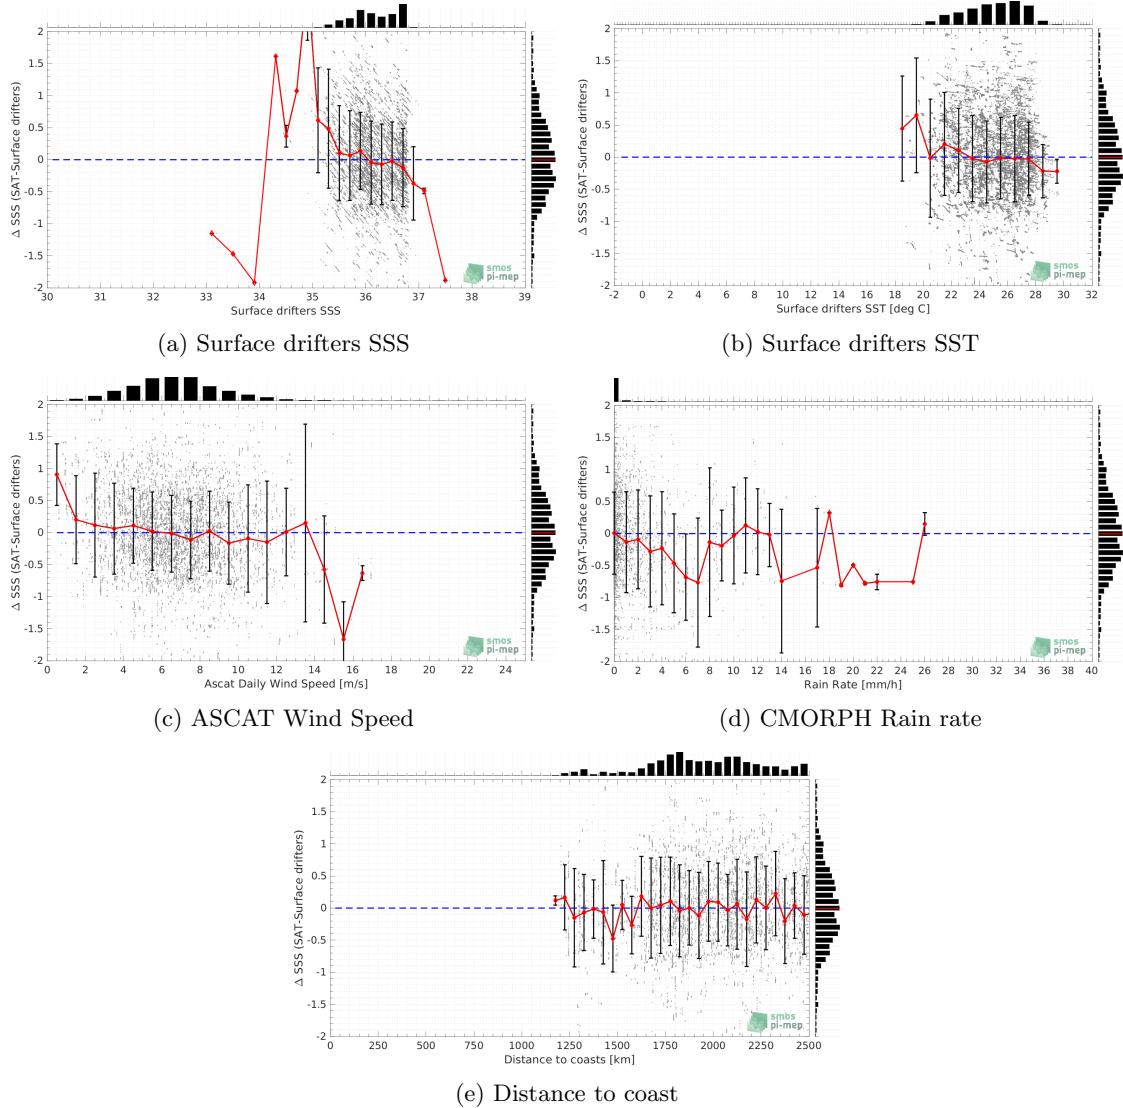 2
1.5
1
0.5
0
-0.5
-1
-1.5
-2
Δ SSS (SAT-Surface drifters)
30 31 32 33 34 35 36 37 38 39
Surface drifters SSS
smos
pi-mep
(a) Surface drifters SSS
2
1.5
1
0.5
0
-0.5
-1
-1.5
-2
Δ SSS (SAT-Surface drifters)
-2 0 2 4 6 8 10 12 14 16 18 20 22 24 26 28 30 32
Surface drifters SST [deg C]
smos
pi-mep
(b) Surface drifters SST
2
1.5
1
0.5
0
-0.5
-1
-1.5
-2
Δ SSS (SAT-Surface drifters)
0 2 4 6 8 10 12 14 16 18 20 22 24
Ascat Daily Wind Speed [m/s]
smos
pi-mep
(c) ASCAT Wind Speed
2
1.5
1
0.5
0
-0.5
-1
-1.5
-2
Δ SSS (SAT-Surface drifters)
0 2 4 6 8 10 12 14 16 18 20 22 24 26 28 30 32 34 36 38 40
Rain Rate [mm/h]
smos
pi-mep
(d) CMORPH Rain rate
2
1.5
1
0.5
0
-0.5
-1
-1.5
-2
Δ SSS (SAT-Surface drifters)
0 250 500 750 1000 1250 1500 1750 2000 2250 2500
Distance to coasts [km]
smos
pi-mep
(e) Distance to coast